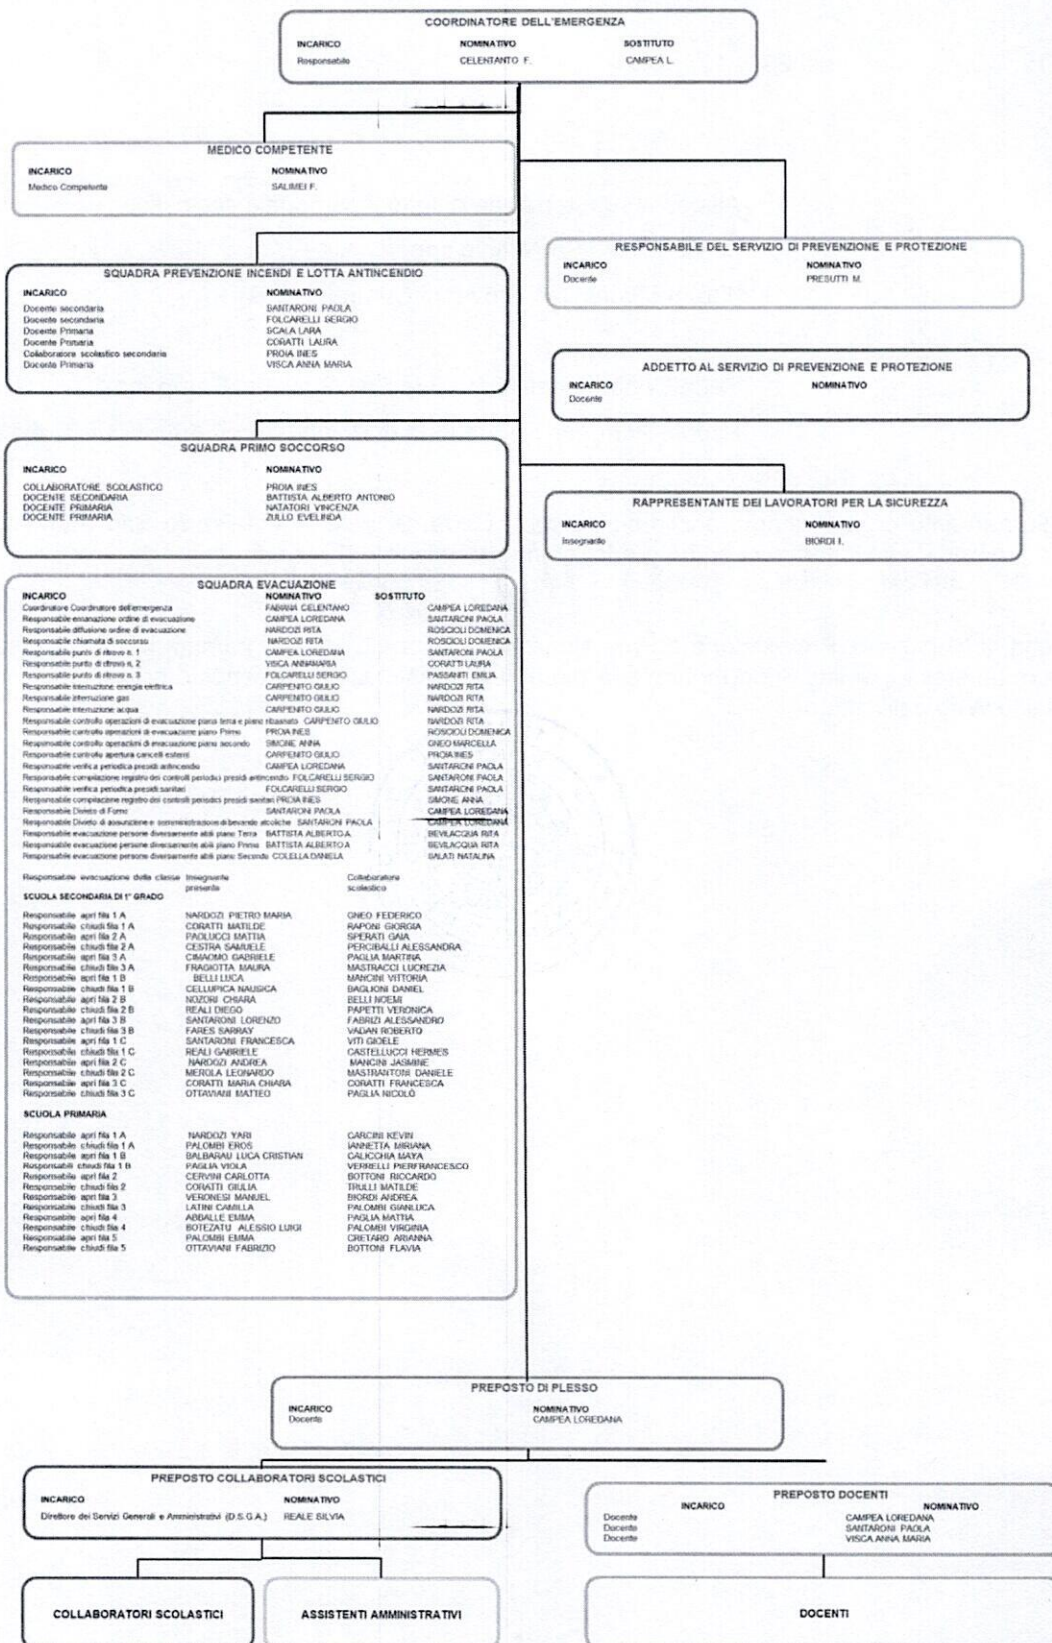 COORDINATORE DELL'EMERGENZA
INCARICO NOMINATIVO SOSTITUTO
Responsabile CELENTANTO F. CAMPEA L.
MEDICO COMPETENTE
INCARICO NOMINATIVO
Medico Competente SALIMEI F.
RESPONSABILE DEL SERVIZIO DI PREVENZIONE E PROTEZIONE
INCARICO NOMINATIVO
Docente PRESUTTI M.
SQUADRA PREVENZIONE INCENDI E LOTTA ANTINCENDIO
INCARICO NOMINATIVO
Docente secondaria SANTARONI PAOLA
Docente secondaria FOLCARELLI SERGIO
Docente Primaria SCALA LARA
Docente Primaria CORATTI LAURA
Collaboratore scolastico secondaria PROIA INES
Docente Primaria VISCA ANNA MARIA
ADDETTO AL SERVIZIO DI PREVENZIONE E PROTEZIONE
INCARICO NOMINATIVO
Docente
SQUADRA PRIMO SOCCORSO
INCARICO NOMINATIVO
COLLABORATORE SCOLASTICO PROIA INES
DOCENTE SECONDARIA BATTISTA ALBERTO ANTONIO
DOCENTE PRIMARIA NATATORI VINCENZA
DOCENTE PRIMARIA ZULLO EVELINDA
RAPPRESENTANTE DEI LAVORATORI PER LA SICUREZZA
INCARICO NOMINATIVO
Insegnante BIORDI I.
SQUADRA EVACUAZIONE
INCARICO NOMINATIVO SOSTITUTO
Coordinatore Coordinatore dell'emergenza FABIANA CELENTANO CAMPEA LOREDANA
Responsabile emanazione ordine di evacuazione CAMPEA LOREDANA SANTARONI PAOLA
Responsabile diffusione ordine di evacuazione NARDOZI RITA ROSCIOLI DOMENICA
Responsabile chiamata di soccorso NARDOZI RITA ROSCIOLI DOMENICA
Responsabile punto di ritrovo n. 1 CAMPEA LOREDANA SANTARONI PAOLA
Responsabile punto di ritrovo n. 2 VISCA ANNAMARIA CORATTI LAURA
Responsabile punto di ritrovo n. 3 FOLCARELLI SERGIO PASSANITI EMILIA
Responsabile interruzione energia elettrica CARPENITO GIULIO NARDOZI RITA
Responsabile interruzione gas CARPENITO GIULIO NARDOZI RITA
Responsabile interruzione acqua CARPENITO GIULIO NARDOZI RITA
Responsabile controllo operazioni di evacuazione piano terra e piano ribassato CARPENITO GIULIO NARDOZI RITA
Responsabile controllo operazioni di evacuazione piano Primo PROIA INES ROSCIOLI DOMENICA
Responsabile controllo operazioni di evacuazione piano secondo SIMONE ANNA GNEO MARCELLA
Responsabile controllo apertura cancelli esterni CARPENITO GIULIO PROIA INES
Responsabile verifica periodica presidi antincendio CAMPEA LOREDANA SANTARONI PAOLA
Responsabile compilazione registro dei controlli periodici presidi antincendio FOLCARELLI SERGIO SANTARONI PAOLA
Responsabile verifica periodica presidi sanitari FOLCARELLI SERGIO SANTARONI PAOLA
Responsabile compilazione registro dei controlli periodici presidi sanitari PROIA INES SIMONE ANNA
Responsabile Divieto di Fumo SANTARONI PAOLA CAMPEA LOREDANA
Responsabile Divieto di assunzione e somministrazione di bevande alcoliche SANTARONI PAOLA CAMPEA LOREDANA
Responsabile evacuazione persone diversamente abili piano Terra BATTISTA ALBERTO A BEVILACQUA RITA
Responsabile evacuazione persone diversamente abili piano Primo BATTISTA ALBERTO A BEVILACQUA RITA
Responsabile evacuazione persone diversamente abili piano Secondo COLELLA DANIELA SALATI NATALINA
Responsabile evacuazione della classe Insegnante presente Collaboratore scolastico
SCUOLA SECONDARIA DI 1° GRADO
Responsabile apri fila 1 A NARDOZI PIETRO MARIA GNEO FEDERICO
Responsabile chiudi fila 1 A CORATTI MATILDE RAPONI GIORGIA
Responsabile apri fila 2 A PAOLUCCI MATTIA SPERATI GAIA
Responsabile chiudi fila 2 A CESTRA SAMUELE PERCIBALLI ALESSANDRA
Responsabile apri fila 3 A CIMAOMO GABRIELE PAGLIA MARTINA
Responsabile chiudi fila 3 A FRAGIOTTA MAURA MASTRACCI LUCREZIA
Responsabile apri fila 1 B BELLI LUCA MANCINI VITTORIA
Responsabile chiudi fila 1 B CELLUPICA NAUSICA BAGLIONI DANIEL
Responsabile apri fila 2 B NOZORI CHIARA BELLI NOEMI
Responsabile chiudi fila 2 B REALI DIEGO PAPETTI VERONICA
Responsabile apri fila 3 B SANTARONI LORENZO FABRIZI ALESSANDRO
Responsabile chiudi fila 3 B FARES SARRAY VADAN ROBERTO
Responsabile apri fila 1 C SANTARONI FRANCESCA VITI GIOELE
Responsabile chiudi fila 1 C REALI GABRIELE CASTELLUCCI HERMES
Responsabile apri fila 2 C NARDOZI ANDREA MANCINI JASMINE
Responsabile chiudi fila 2 C MEROLA LEONARDO MASTRANTONI DANIELE
Responsabile apri fila 3 C CORATTI MARIA CHIARA CORATTI FRANCESCA
Responsabile chiudi fila 3 C OTTAVIANI MATTEO PAGLIA NICOLÒ
SCUOLA PRIMARIA
Responsabile apri fila 1 A NARDOZI YARI GARCINI KEVIN
Responsabile chiudi fila 1 A PALOMBI EROS IANNETTA MIRIANA
Responsabile apri fila 1 B BALBARAU LUCA CRISTIAN CALICCHIA MAYA
Responsabili chiudi fila 1 B PAGLIA VIOLA VERRELLI PIERFRANCESCO
Responsabile apri fila 2 CERVINI CARLOTTA BOTTONI RICCARDO
Responsabile chiudi fila 2 CORATTI GIULIA TRULLI MATILDE
Responsabile apri fila 3 VERONESI MANUEL BIORDI ANDREA
Responsabile chiudi fila 3 LATINI CAMILLA PALOMBI GIANLUCA
Responsabile apri fila 4 ABBALLE EMMA PAGLIA MATTIA
Responsabile chiudi fila 4 BOTEZATU ALESSIO LUIGI PALOMBI VIRGINIA
Responsabile apri fila 5 PALOMBI EMMA CRETARO ARIANNA
Responsabile chiudi fila 5 OTTAVIANI FABRIZIO BOTTONI FLAVIA
PREPOSTO DI PLESSO
INCARICO NOMINATIVO
Docente CAMPEA LOREDANA
PREPOSTO COLLABORATORI SCOLASTICI
INCARICO NOMINATIVO
Direttore dei Servizi Generali e Amministrativi (D.S.G.A.) REALE SILVIA
PREPOSTO DOCENTI
INCARICO NOMINATIVO
Docente CAMPEA LOREDANA
Docente SANTARONI PAOLA
Docente VISCA ANNA MARIA
COLLABORATORI SCOLASTICI
ASSISTENTI AMMINISTRATIVI
DOCENTI